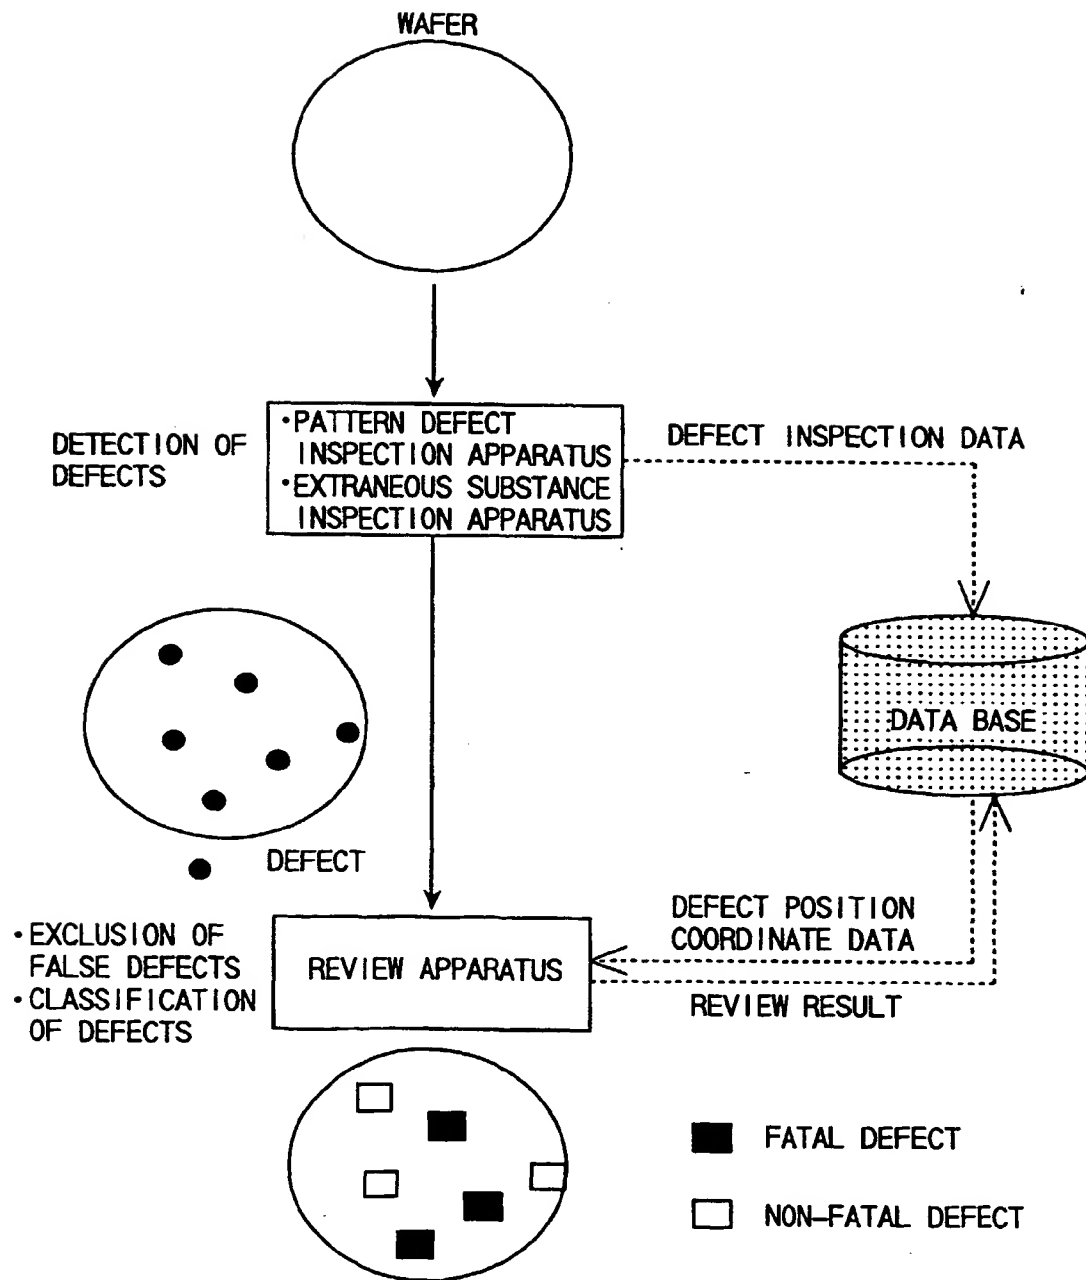 WAFER
DETECTION OF
DEFECTS
·PATTERN DEFECT
INSPECTION APPARATUS
·EXTRANEOUS SUBSTANCE
INSPECTION APPARATUS
DEFECT INSPECTION DATA
DATA BASE
DEFECT
·EXCLUSION OF
FALSE DEFECTS
·CLASSIFICATION
OF DEFECTS
REVIEW APPARATUS
DEFECT POSITION
COORDINATE DATA
REVIEW RESULT
FATAL DEFECT
NON-FATAL DEFECT